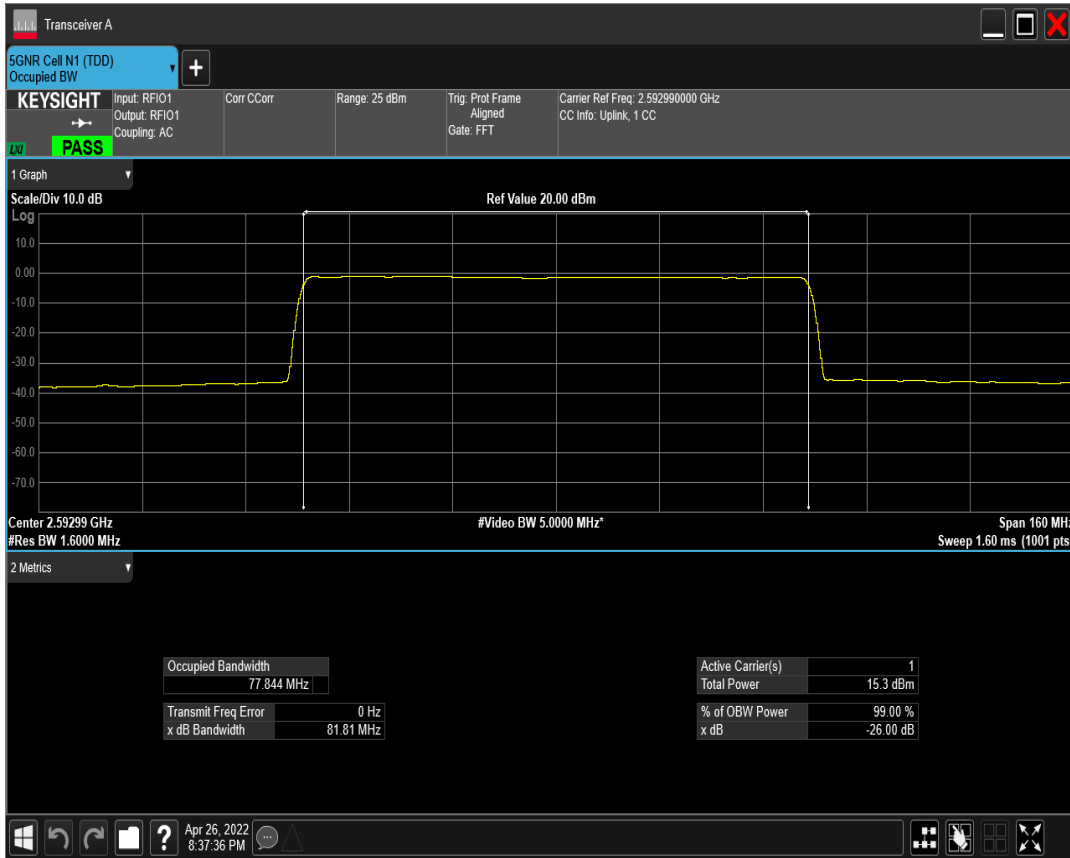 Transceiver A
5GNR Cell N1 (TDD)
Occupied BW
+
KEYSIGHT
LXI
PASS
Input: RFIO1
Output: RFIO1
Coupling: AC
Corr CCorr
Range: 25 dBm
Trig: Prot Frame
Aligned
Gate: FFT
Carrier Ref Freq: 2.592990000 GHz
CC Info: Uplink, 1 CC
1 Graph
Scale/Div 10.0 dB
Ref Value 20.00 dBm
Log
10.0
0.00
-10.0
-20.0
-30.0
-40.0
-50.0
-60.0
-70.0
Center 2.59299 GHz
#Video BW 5.0000 MHz*
Span 160 MHz
#Res BW 1.6000 MHz
Sweep 1.60 ms (1001 pts
2 Metrics
Occupied Bandwidth
77.844 MHz
Transmit Freq Error 0 Hz
x dB Bandwidth 81.81 MHz
Active Carrier(s) 1
Total Power 15.3 dBm
% of OBW Power 99.00 %
x dB -26.00 dB
?
Apr 26, 2022
8:37:36 PM